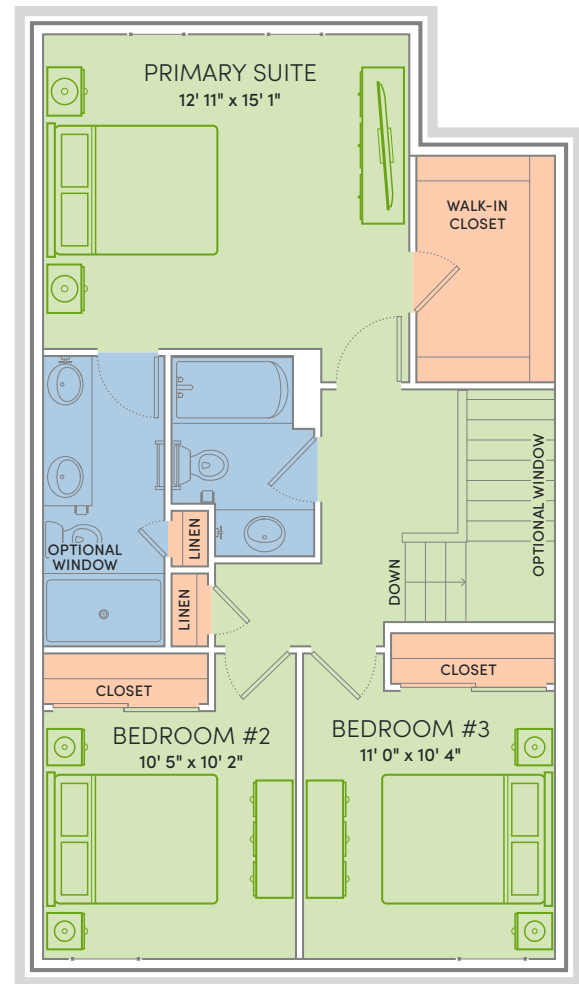 PRIMARY SUITE
12' 11" x 15' 1"
WALK-IN
CLOSET
OPTIONAL
WINDOW
LINEN
LINEN
DOWN
OPTIONAL WINDOW
CLOSET
CLOSET
BEDROOM #2
10' 5" x 10' 2"
BEDROOM #3
11' 0" x 10' 4"